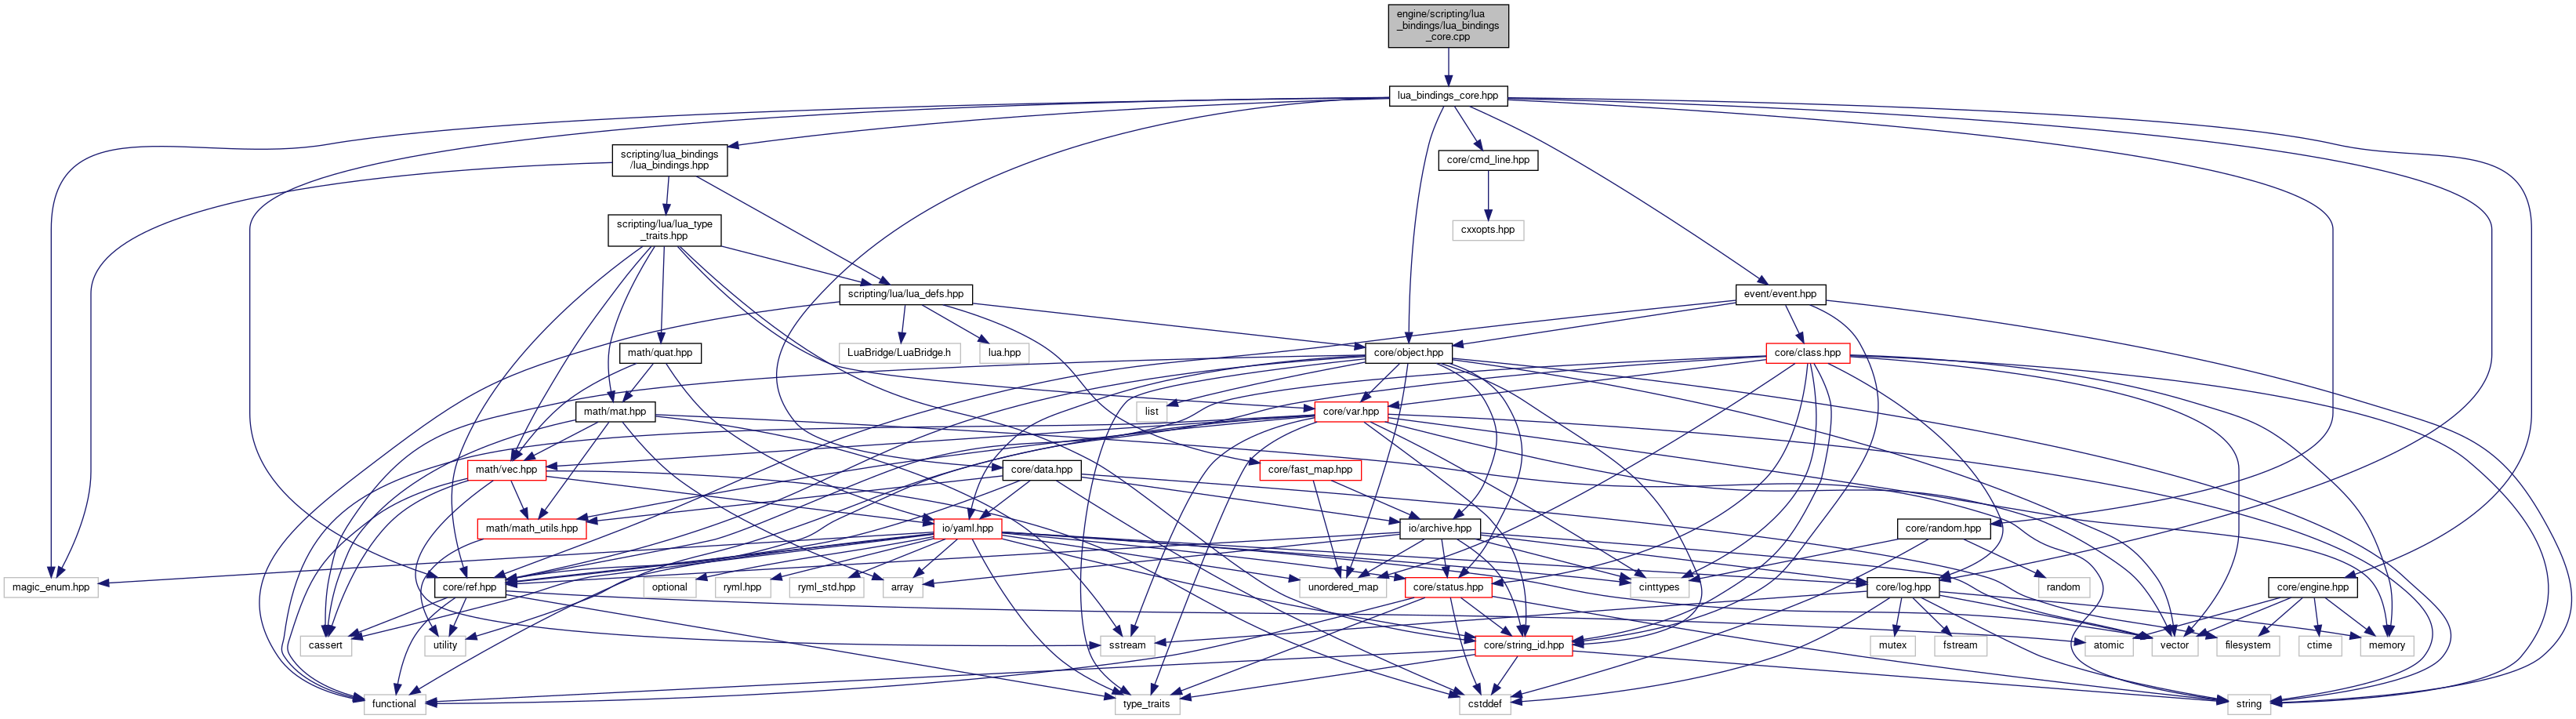 engine/scripting/lua
_bindings/lua_bindings
_core.cpp
lua_bindings_core.hpp
scripting/lua_bindings
/lua_bindings.hpp
core/cmd_line.hpp
scripting/lua/lua_type
_traits.hpp
cxxopts.hpp
scripting/lua/lua_defs.hpp
event/event.hpp
math/quat.hpp
LuaBridge/LuaBridge.h
lua.hpp
core/object.hpp
core/class.hpp
math/mat.hpp
list
core/var.hpp
math/vec.hpp
core/data.hpp
core/fast_map.hpp
math/math_utils.hpp
io/yaml.hpp
io/archive.hpp
core/random.hpp
magic_enum.hpp
core/ref.hpp
optional
ryml.hpp
ryml_std.hpp
array
unordered_map
core/status.hpp
cinttypes
core/log.hpp
random
core/engine.hpp
cassert
utility
sstream
core/string_id.hpp
mutex
fstream
atomic
vector
filesystem
ctime
memory
functional
type_traits
cstddef
string